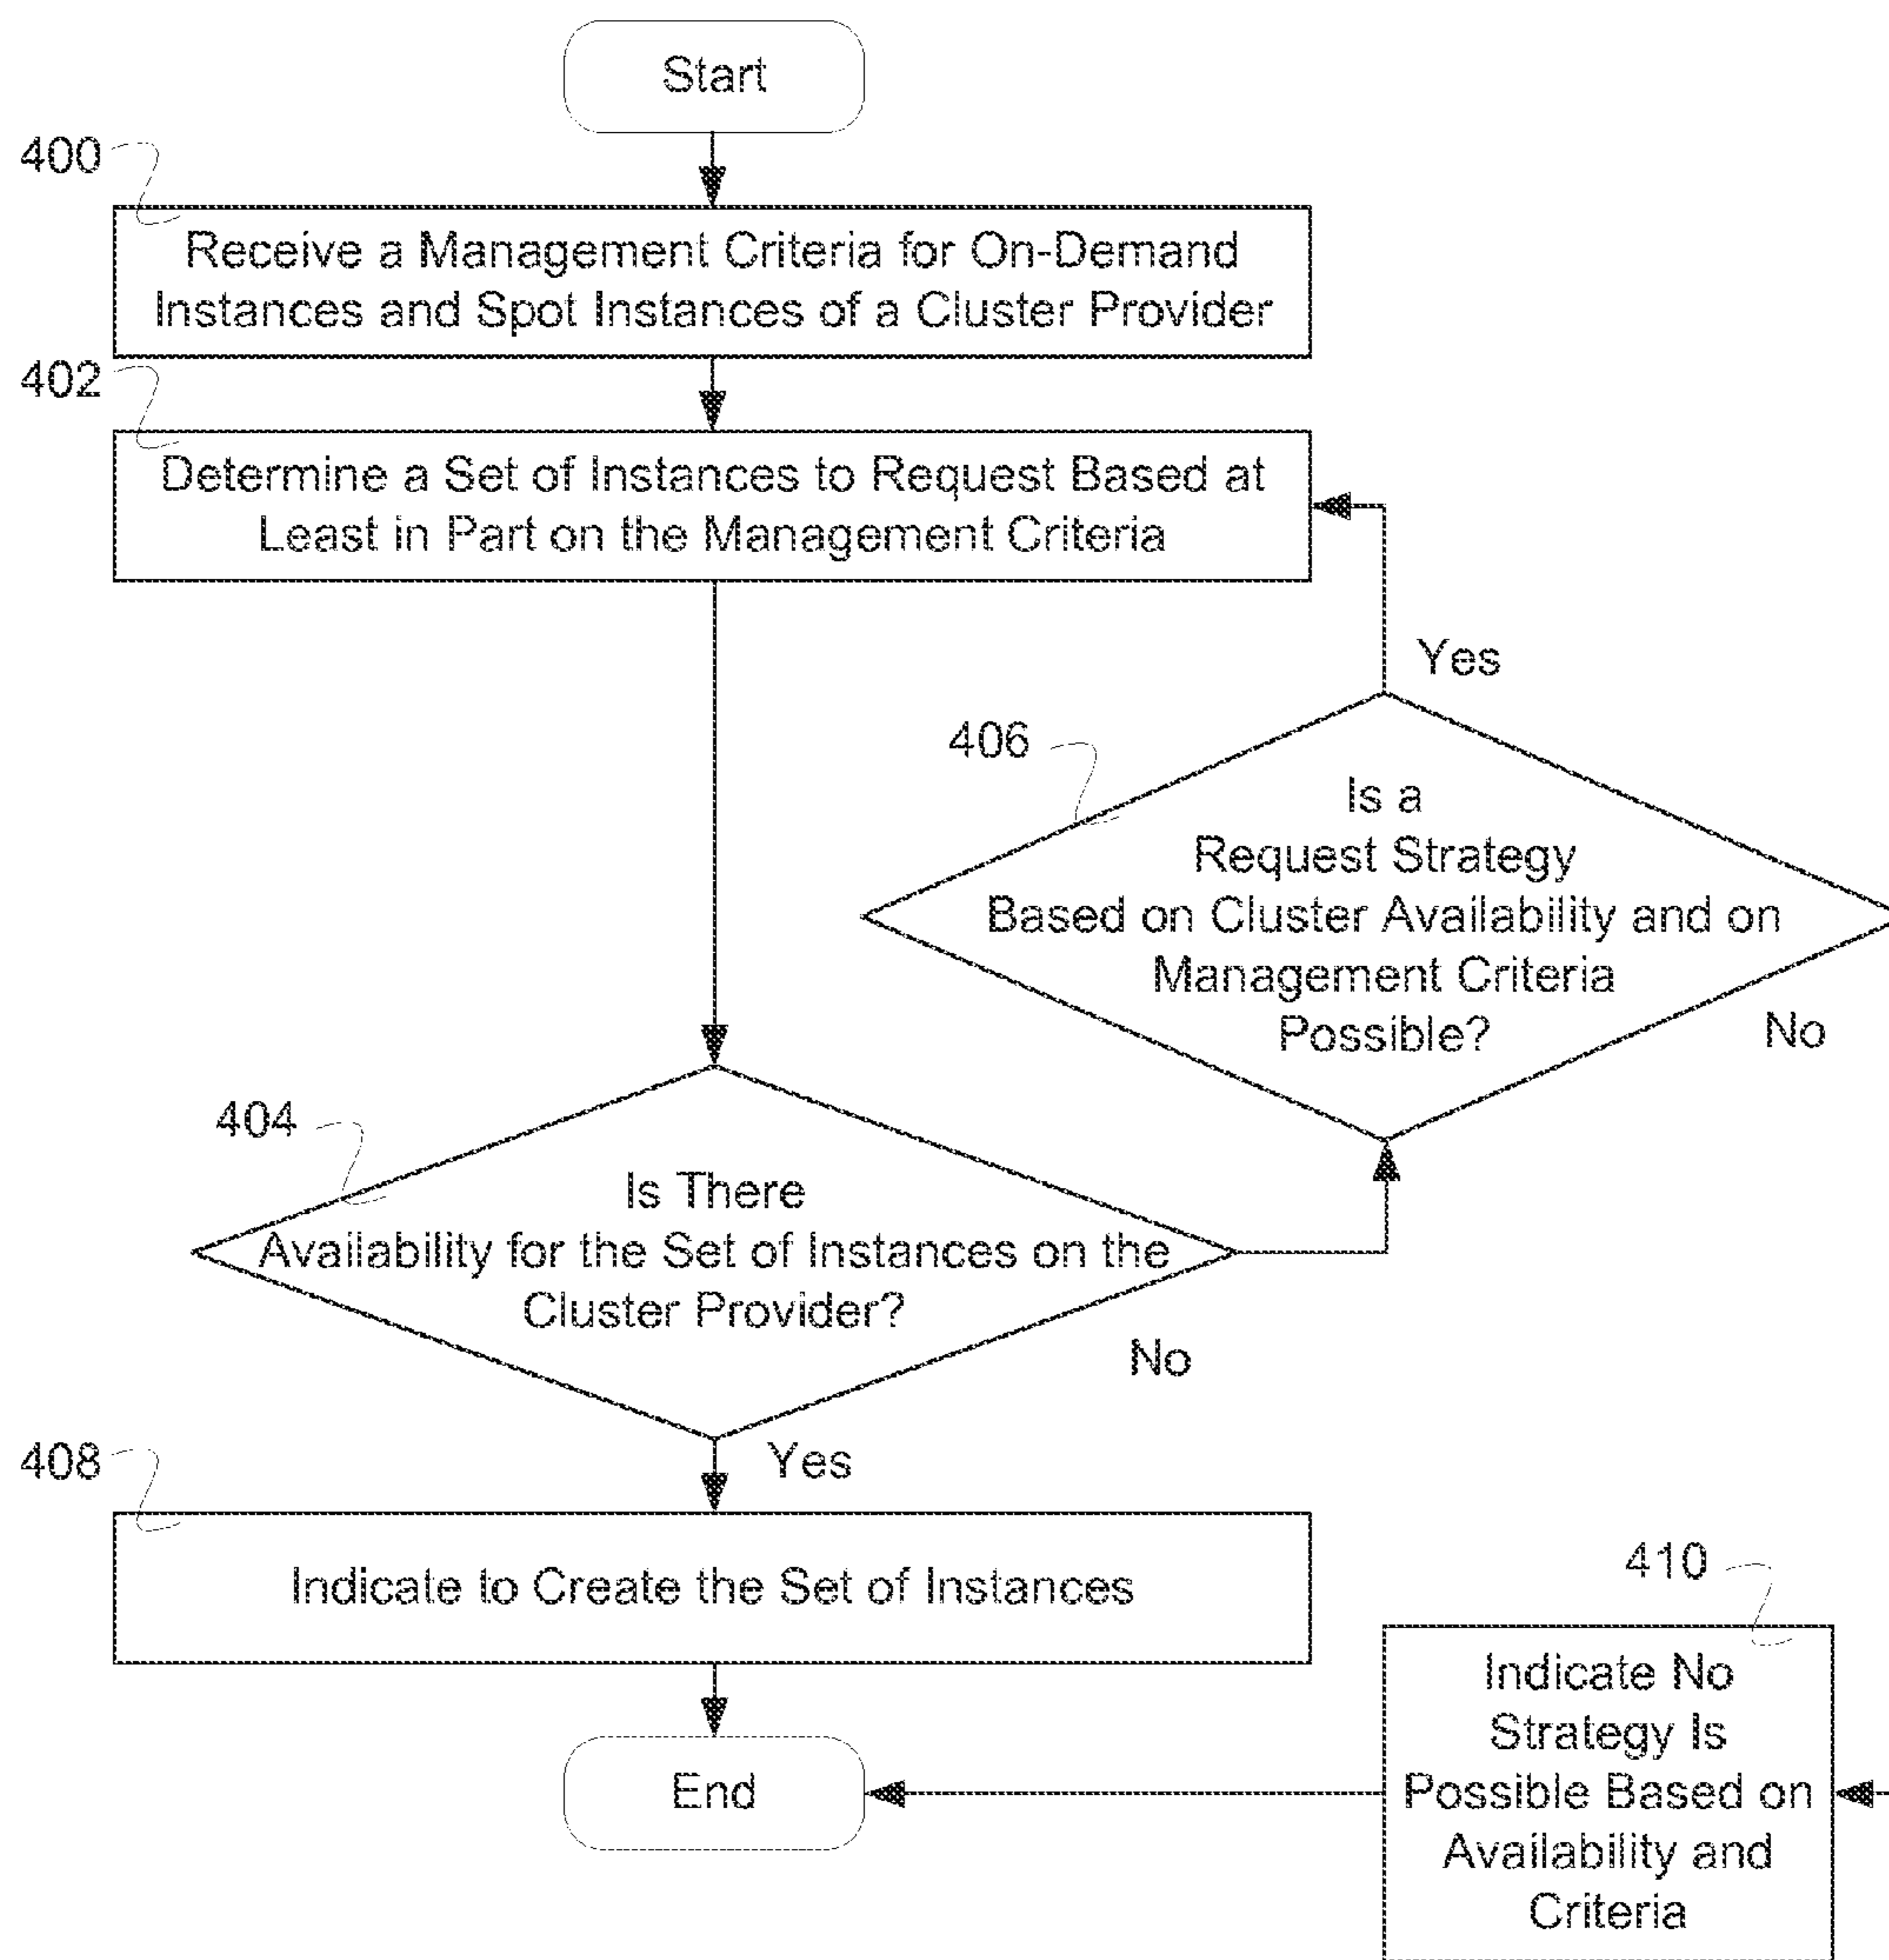 Start
400
Receive a Management Criteria for On-Demand
Instances and Spot Instances of a Cluster Provider
402
Determine a Set of Instances to Request Based at
Least in Part on the Management Criteria
Yes
406
Is a
Request Strategy
Based on Cluster Availability and on
Management Criteria
Possible?
No
404
Is There
Availability for the Set of Instances on the
Cluster Provider?
No
Yes
408
Indicate to Create the Set of Instances
410
Indicate No
Strategy Is
Possible Based on
Availability and
Criteria
End